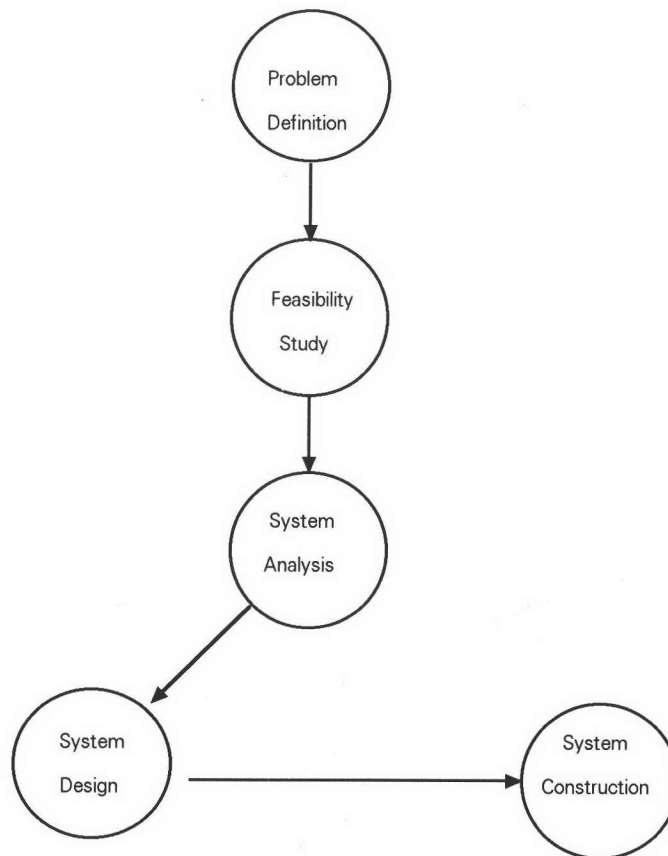 Problem
Definition
Feasibility
Study
System
Analysis
System
Design
System
Construction